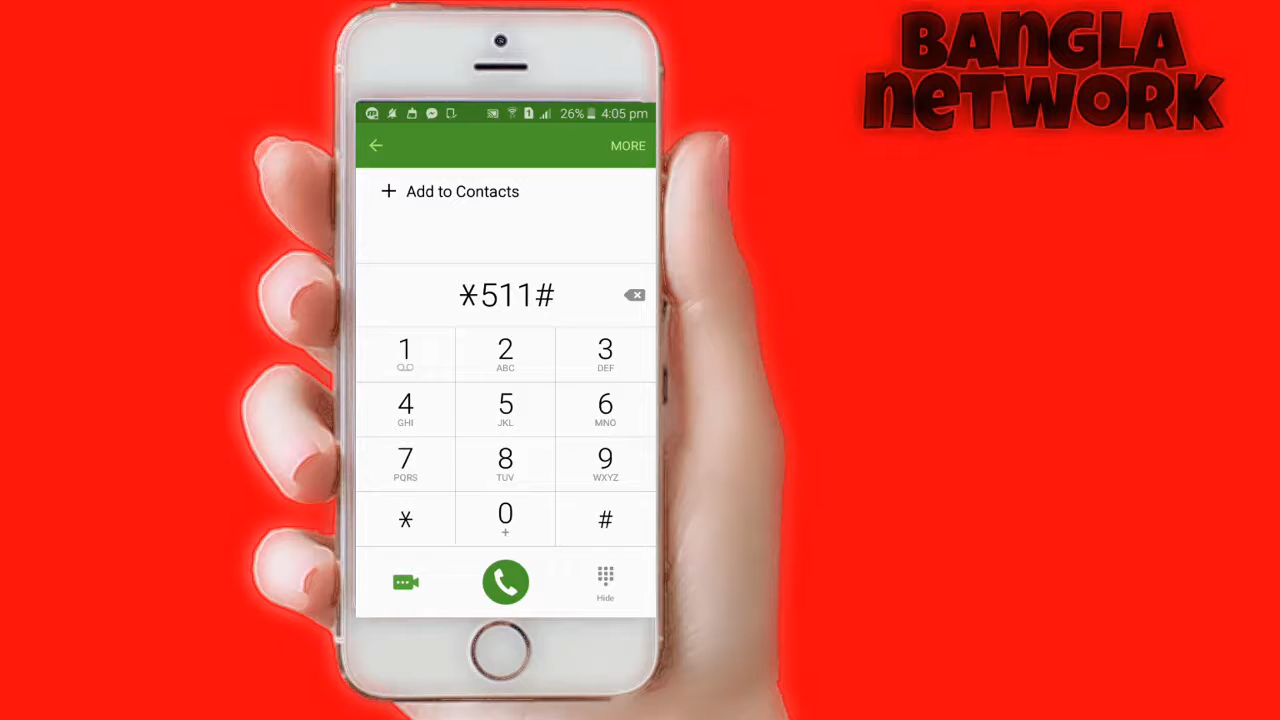 BANGLA
NETWORK
26% 4:05 pm
MORE
+ Add to Contacts
*511#
1
2 ABC
3 DEF
4 GHI
5 JKL
6 MNO
7 PQRS
8 TUV
9 WXYZ
*
0 +
#
Hide